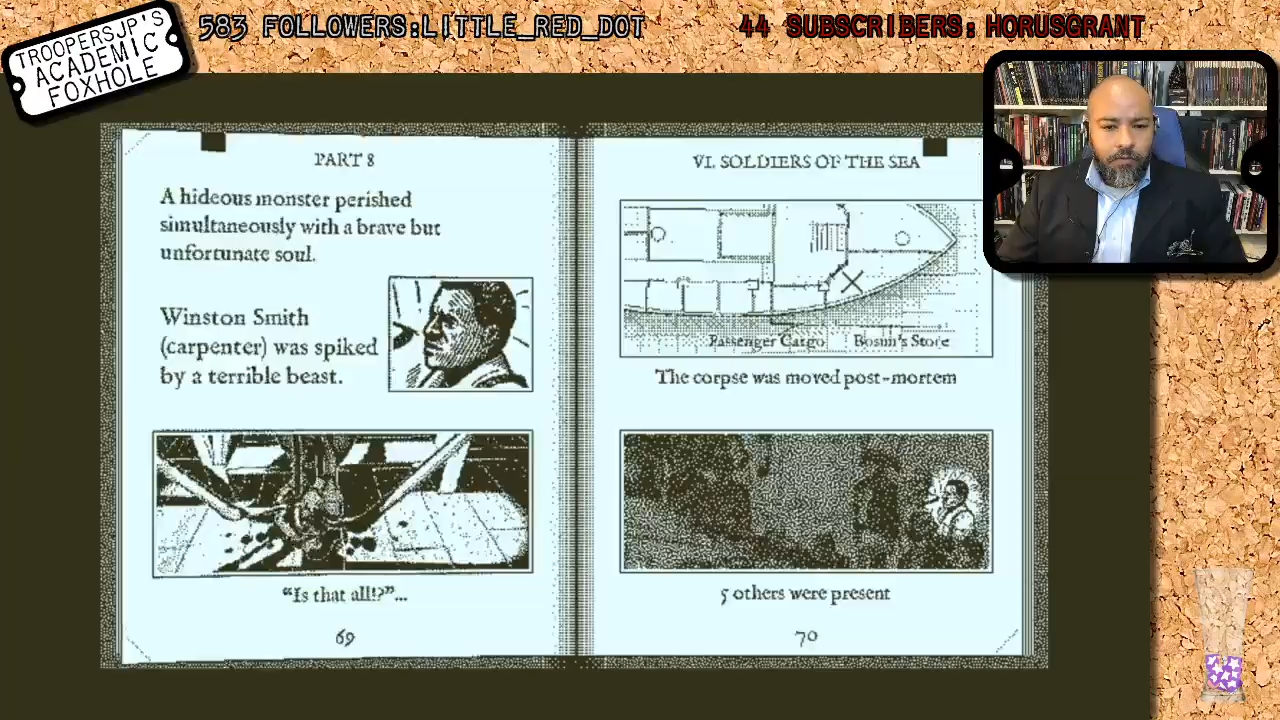 TROOPERSJP'S
ACADEMIC
FOXHOLE
583 FOLLOWERS:LITTLE_RED_DOT
44 SUBSCRIBERS: HORUSGRANT
PART 8
A hideous monster perished
simultaneously with a brave but
unfortunate soul.
Winston Smith
(carpenter) was spiked
by a terrible beast.
"Is that all!?"...
69
VI. SOLDIERS OF THE SEA
Passenger Cargo
Bosun's Store
The corpse was moved post-mortem
5 others were present
70